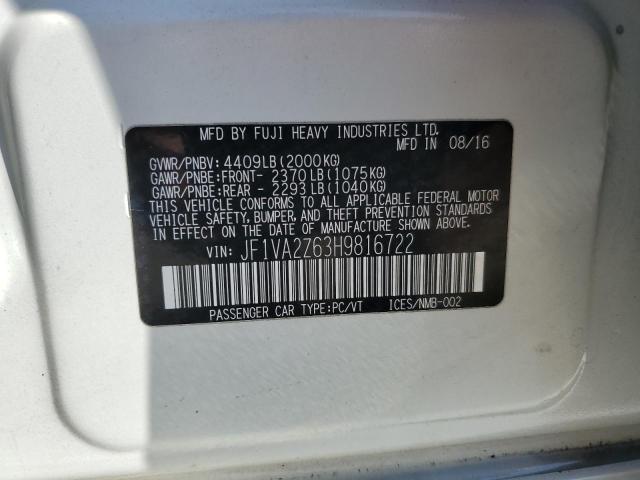 MFD BY FUJI HEAVY INDUSTRIES LTD.
MFD IN 08/16
GVWR/PNBV: 4409LB(2000KG)
GAWR/PNBE:FRONT- 2370LB(1075KG)
GAWR/PNBE:REAR - 2293LB(1040KG)
THIS VEHICLE CONFORMS TO ALL APPLICABLE FEDERAL MOTOR
VEHICLE SAFETY, BUMPER, AND THEFT PREVENTION STANDARDS
IN EFFECT ON THE DATE OF MANUFACTURE SHOWN ABOVE.
VIN: JF1VA2Z63H9816722
PASSENGER CAR TYPE:PC/VT ICES/NMB-002